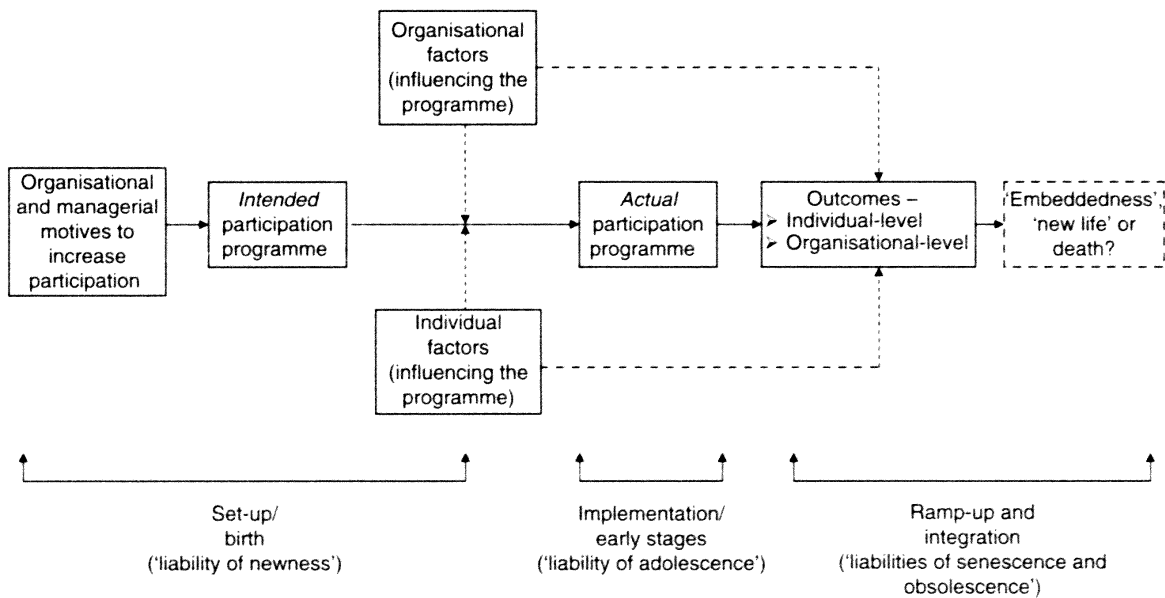 Organisational
factors
(influencing the
programme)
Organisational
and managerial
motives to
increase
participation
Intended
participation
programme
Actual
participation
programme
Outcomes –
➢ Individual-level
➢ Organisational-level
‘Embeddedness’,
‘new life’ or
death?
Individual
factors
(influencing the
programme)
Set-up/
birth
(‘liability of newness’)
Implementation/
early stages
(‘liability of adolescence’)
Ramp-up and
integration
(‘liabilities of senescence and
obsolescence’)